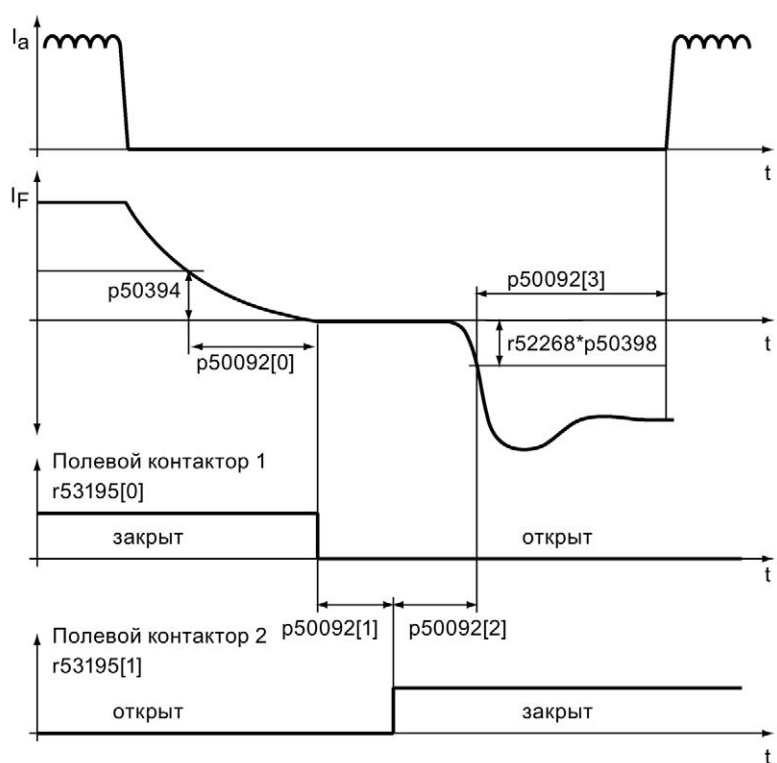 Ia
t
IF
p50394
p50092[0]
p50092[3]
t
r52268*p50398
Полевой контактор 1
r53195[0]
закрыт
открыт
t
p50092[1]
p50092[2]
Полевой контактор 2
r53195[1]
открыт
закрыт
t